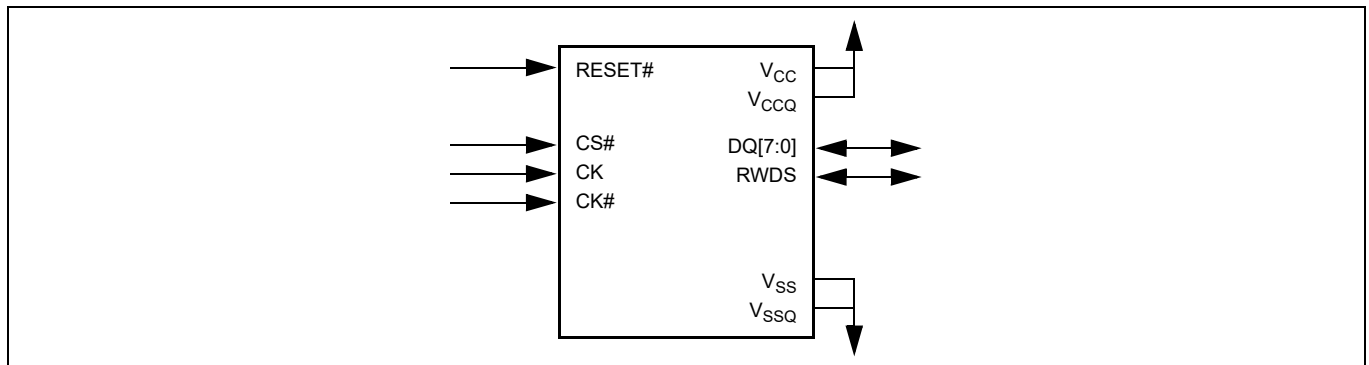 RESET# V_CC
V_CCQ
CS# DQ[7:0]
CK RWDS
CK#
V_SS
V_SSQ